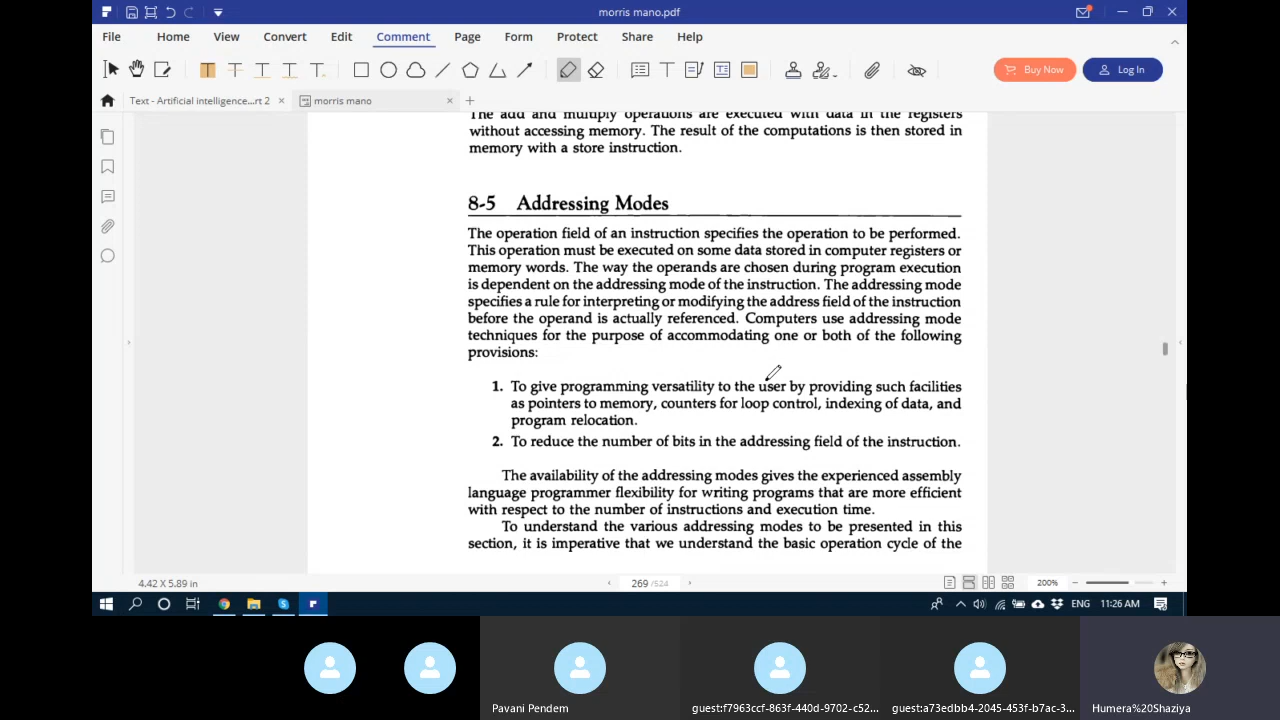 morris mano.pdf
File Home View Convert Edit Comment Page Form Protect Share Help
Buy Now Log In
Text - Artificial intelligence...rt 2 morris mano
The add and multiply operations are executed with data in the registers
without accessing memory. The result of the computations is then stored in
memory with a store instruction.
8-5 Addressing Modes
The operation field of an instruction specifies the operation to be performed.
This operation must be executed on some data stored in computer registers or
memory words. The way the operands are chosen during program execution
is dependent on the addressing mode of the instruction. The addressing mode
specifies a rule for interpreting or modifying the address field of the instruction
before the operand is actually referenced. Computers use addressing mode
techniques for the purpose of accommodating one or both of the following
provisions:
1. To give programming versatility to the user by providing such facilities
as pointers to memory, counters for loop control, indexing of data, and
program relocation.
2. To reduce the number of bits in the addressing field of the instruction.
The availability of the addressing modes gives the experienced assembly
language programmer flexibility for writing programs that are more efficient
with respect to the number of instructions and execution time.
To understand the various addressing modes to be presented in this
section, it is imperative that we understand the basic operation cycle of the
4.42 X 5.89 in 269 /524 200%
ENG 11:26 AM
Pavani Pendem guest:f7963ccf-863f-440d-9702-c52... guest:a73edbb4-2045-453f-b7ac-3... Humera%20Shaziya